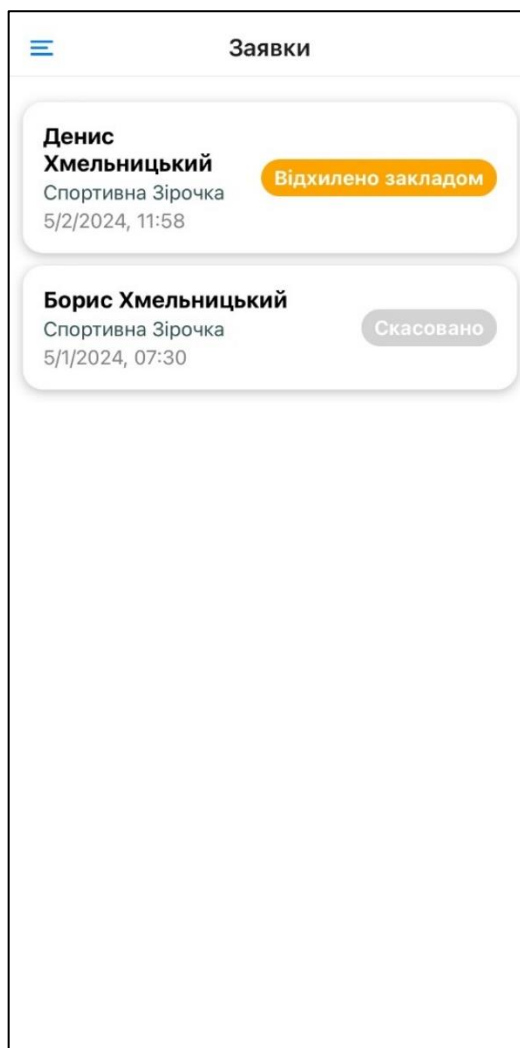 Заявки
Денис
Хмельницький
Спортивна Зірочка
5/2/2024, 11:58
Відхилено закладом
Борис Хмельницький
Спортивна Зірочка
5/1/2024, 07:30
Скасовано